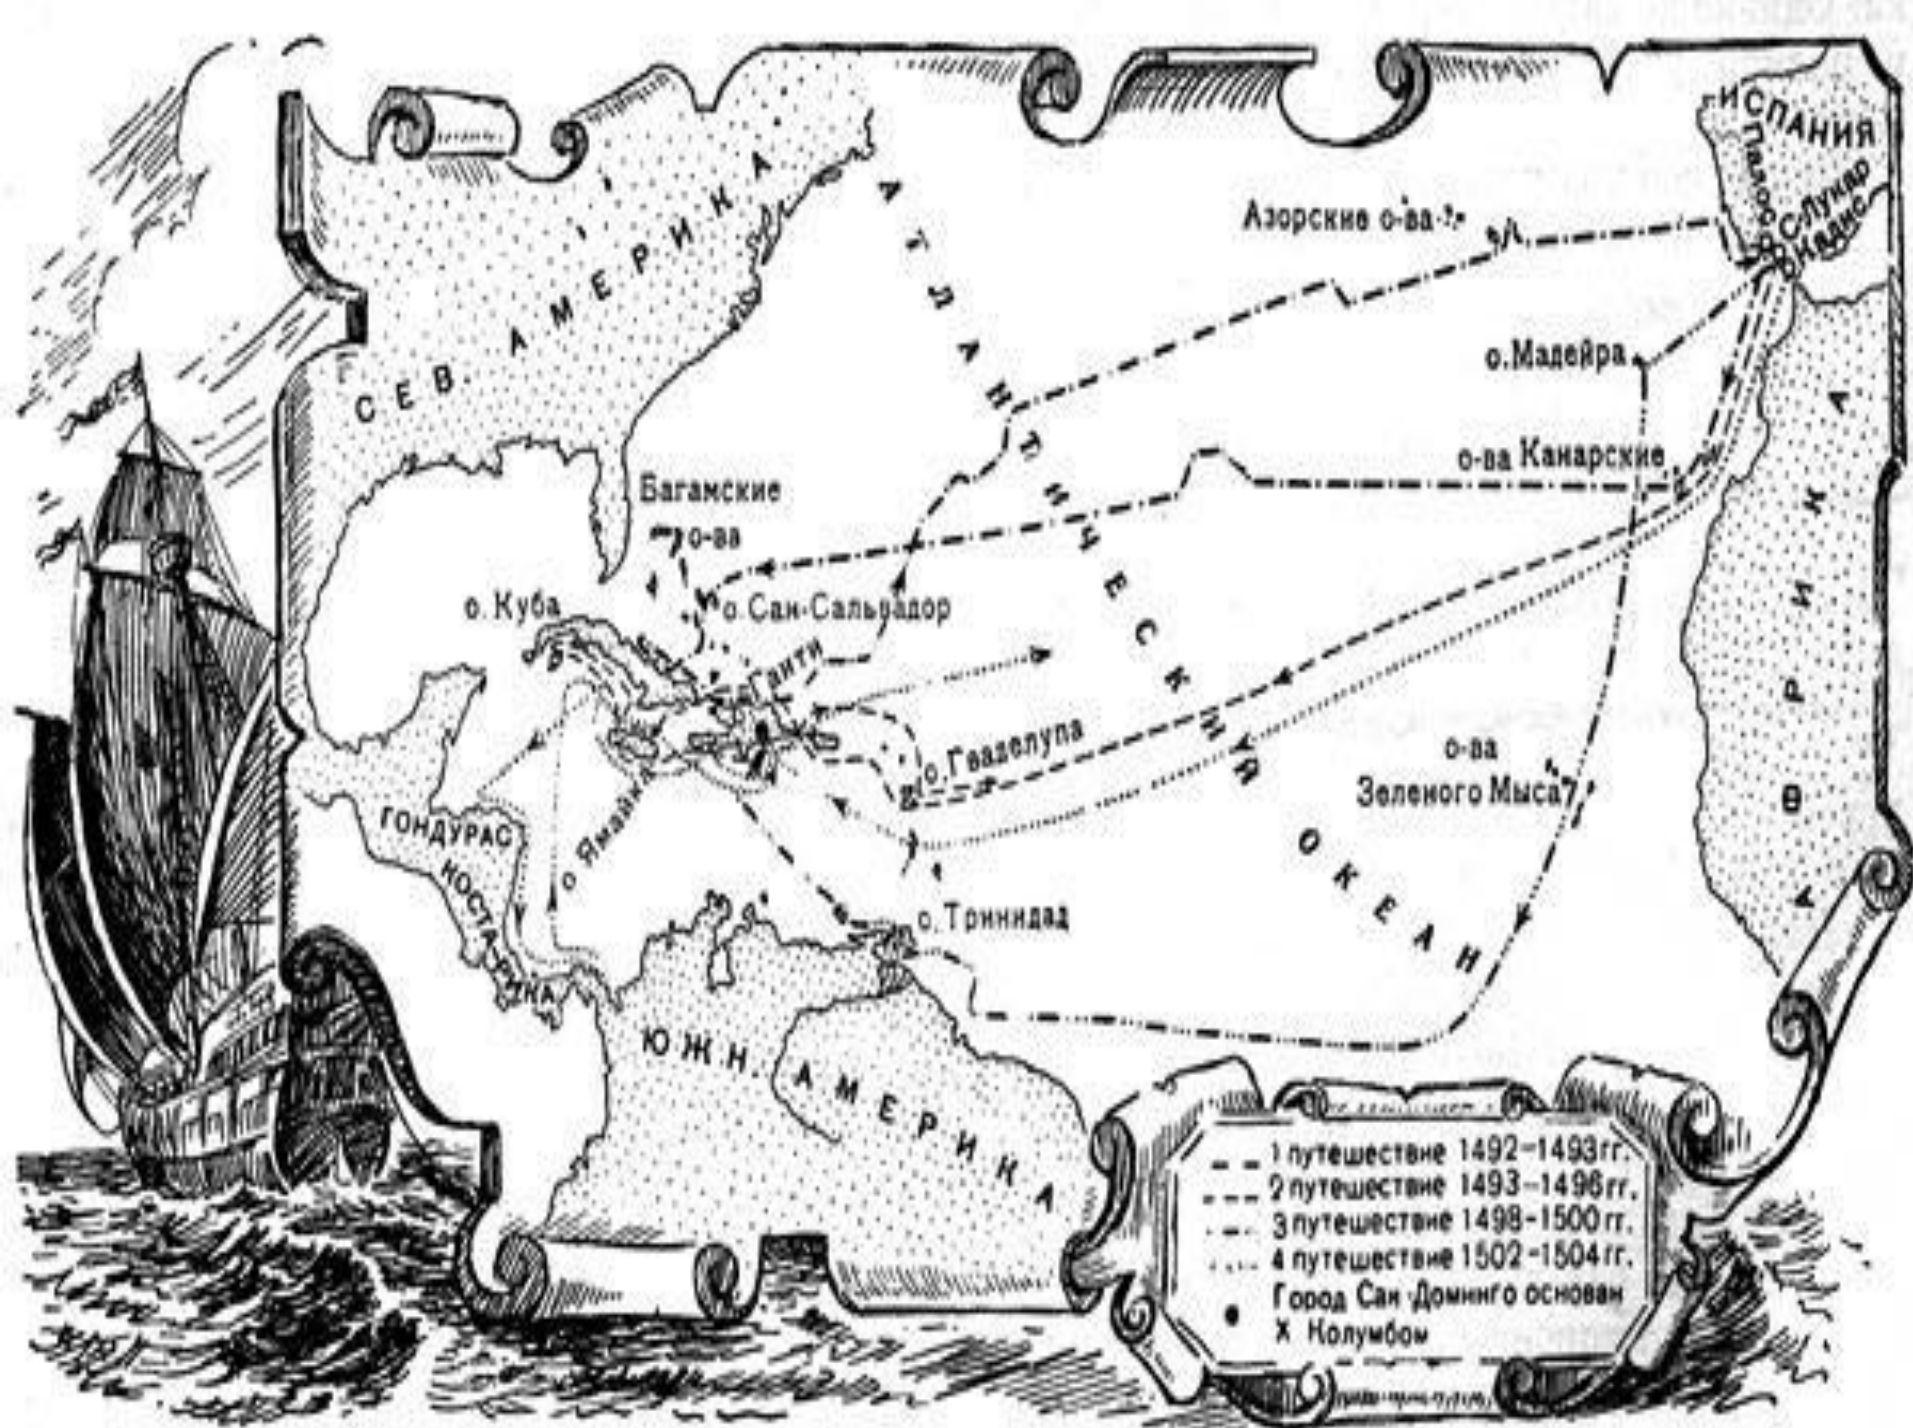 ИСПАНИЯ
Палос
С-Лукар
Кадис
СЕВ. АМЕРИКА
АТЛАНТИЧЕСКИЙ ОКЕАН
Азорские о-ва
о. Мадейра
о-ва Канарские
АФРИКА
Багамские
о-ва
о. Куба
о. Сан-Сальвадор
Гаити
о. Гваделупа
о-ва
Зеленого Мыса
ГОНДУРАС
о Ямайка
КОСТА-РИКА
о. Тринидад
ЮЖН. АМЕРИКА
1 путешествие 1492-1493гг.
2 путешествие 1493-1496гг.
3 путешествие 1498-1500гг.
4 путешествие 1502-1504гг.
Город Сан-Доминго основан
Х Колумбом